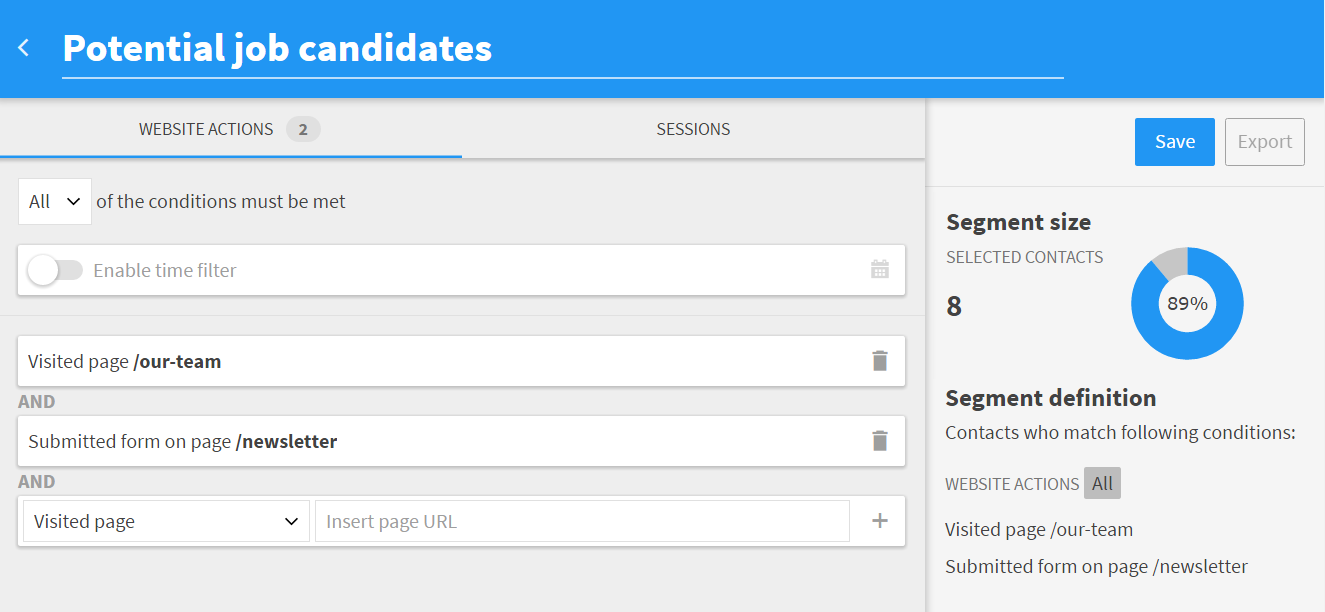 Potential job candidates
WEBSITE ACTIONS 2
SESSIONS
Save
Export
All of the conditions must be met
Enable time filter
Visited page /our-team
AND
Submitted form on page /newsletter
AND
Visited page
Insert page URL
Segment size
SELECTED CONTACTS
8
89%
Segment definition
Contacts who match following conditions:
WEBSITE ACTIONS All
Visited page /our-team
Submitted form on page /newsletter